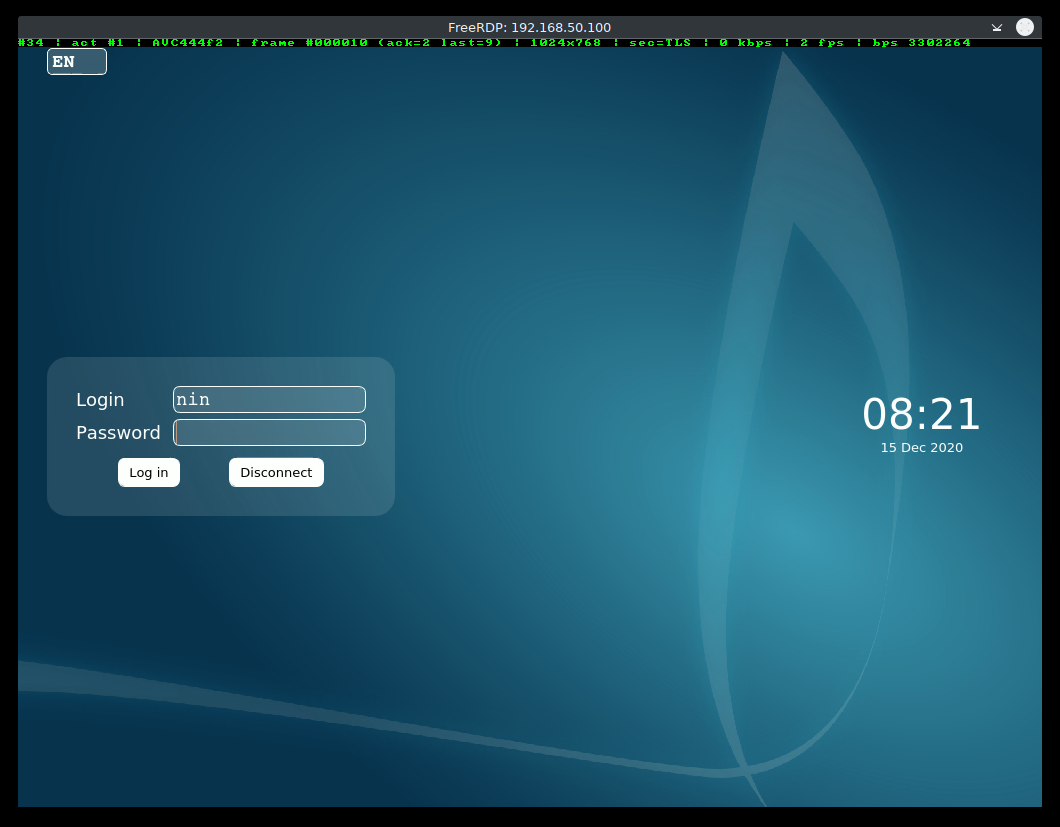 FreeRDP: 192.168.50.100
#34 ¦ act #1 ¦ AVC444f2 ¦ frame #000010 (ack=2 last=9) ¦ 1024x768 ¦ sec=TLS ¦ 0 kbps ¦ 2 fps ¦ bps 3302264
EN
Login nin
Password
Log in Disconnect
08:21
15 Dec 2020